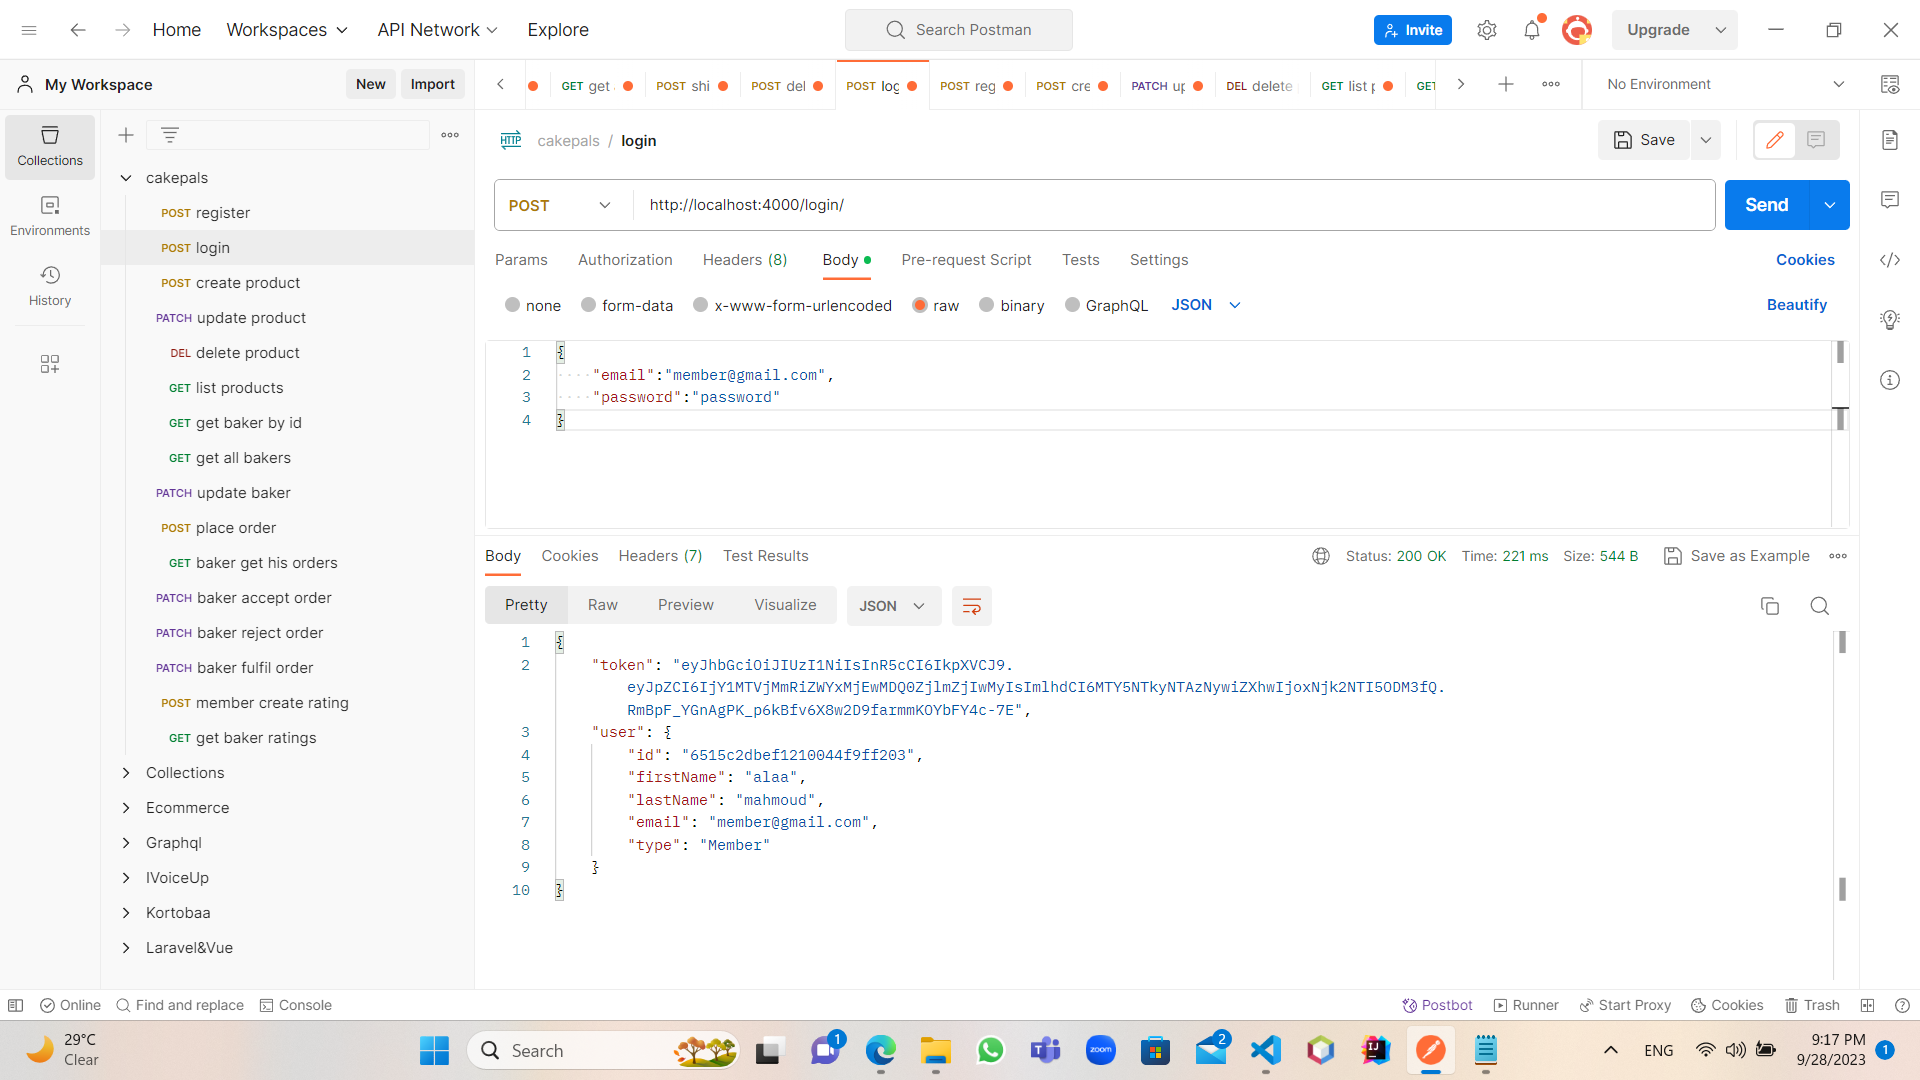 Home
Workspaces
API Network
Explore
Search Postman
Invite
Upgrade
My Workspace
New
Import
GET get
POST shi
POST del
POST log
POST reg
POST cre
PATCH up
DEL delete
GET list p
GET
No Environment
Collections
Environments
History
cakepals
POST register
POST login
POST create product
PATCH update product
DEL delete product
GET list products
GET get baker by id
GET get all bakers
PATCH update baker
POST place order
GET baker get his orders
PATCH baker accept order
PATCH baker reject order
PATCH baker fulfil order
POST member create rating
GET get baker ratings
Collections
Ecommerce
Graphql
IVoiceUp
Kortobaa
Laravel&Vue
HTTP cakepals / login
Save
POST
http://localhost:4000/login/
Send
Params
Authorization
Headers (8)
Body
Pre-request Script
Tests
Settings
Cookies
none
form-data
x-www-form-urlencoded
raw
binary
GraphQL
JSON
Beautify
1 {
2 "email":"member@gmail.com",
3 "password":"password"
4 }
Body
Cookies
Headers (7)
Test Results
Status: 200 OK
Time: 221 ms
Size: 544 B
Save as Example
Pretty
Raw
Preview
Visualize
JSON
1 {
2 "token": "eyJhbGciOiJIUzI1NiIsInR5cCI6IkpXVCJ9.
eyJpZCI6IjY1MTVjMmRiZWYxMjEwMDQ0ZjlmZjIwMyIsImlhdCI6MTY5NTkyNTAzNywiZXhwIjoxNjk2NTI5ODM3fQ.
RmBpF_YGnAgPK_p6kBfv6X8w2D9farmmKOYbFY4c-7E",
3 "user": {
4 "id": "6515c2dbef1210044f9ff203",
5 "firstName": "alaa",
6 "lastName": "mahmoud",
7 "email": "member@gmail.com",
8 "type": "Member"
9 }
10 }
Online
Find and replace
Console
Postbot
Runner
Start Proxy
Cookies
Trash
29°C
Clear
Search
1
zoom
2
ENG
9:17 PM
9/28/2023
1